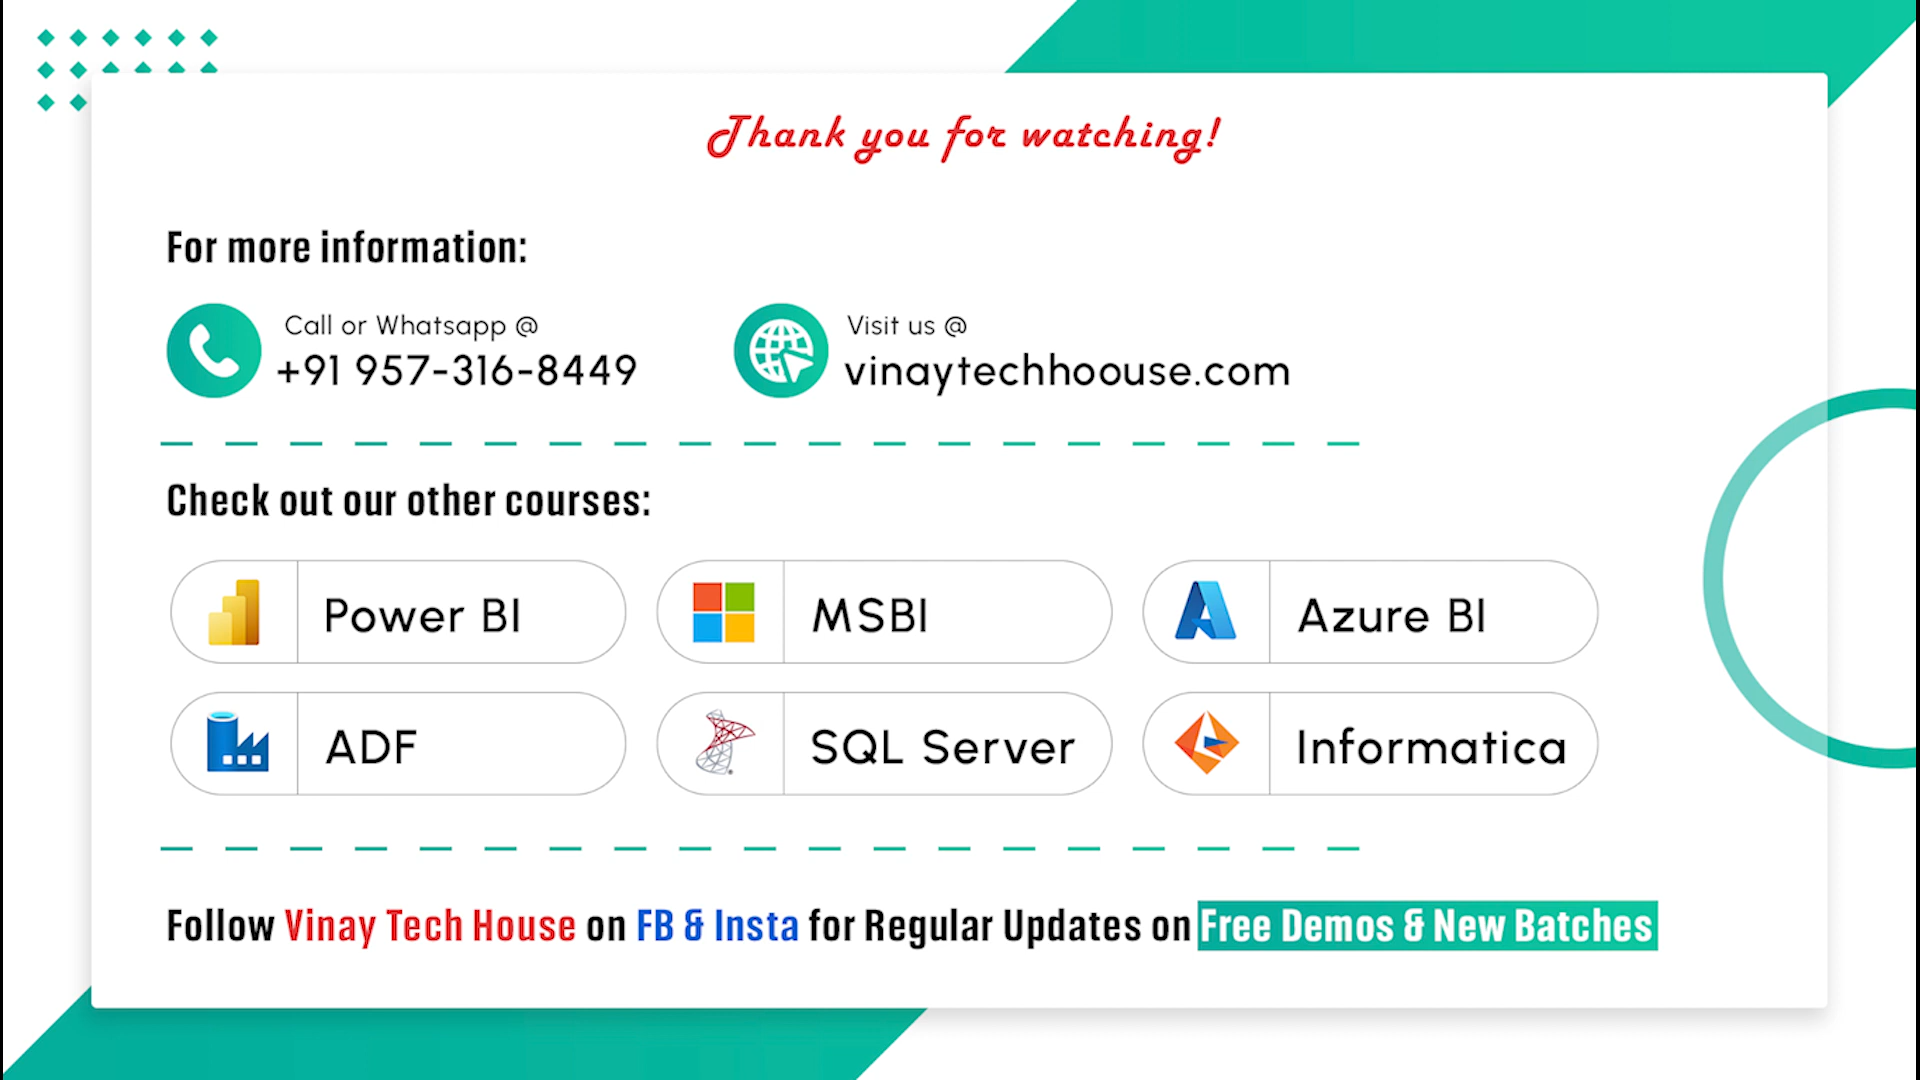 Thank you for watching!
For more information:
Call or Whatsapp @
+91 957-316-8449
Visit us @
vinaytechhoouse.com
Check out our other courses:
Power BI
MSBI
Azure BI
ADF
SQL Server
Informatica
Follow Vinay Tech House on FB & Insta for Regular Updates on Free Demos & New Batches